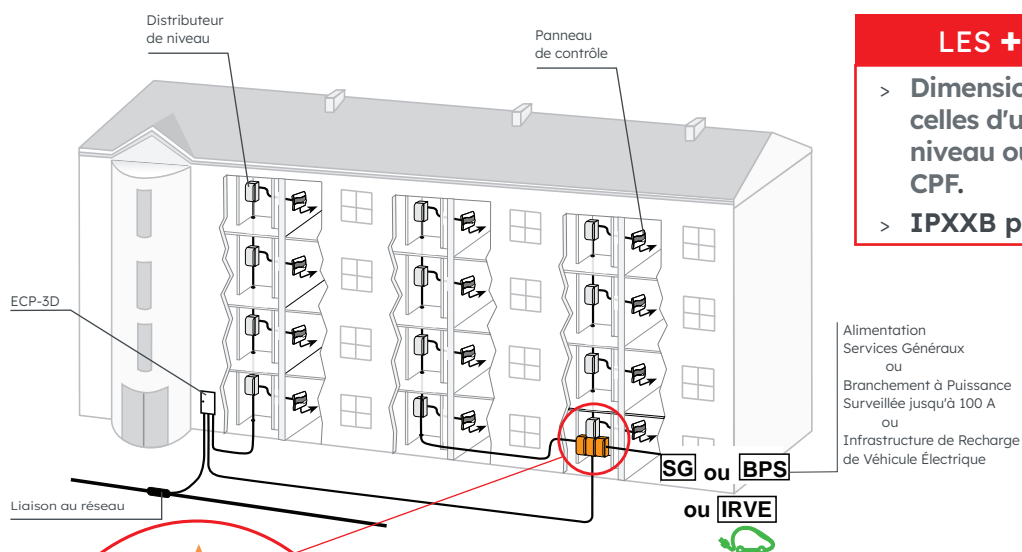 Distributeur
de niveau
Panneau
de contrôle
LES +
> Dimensio
celles d'u
niveau ou
CPF.
> IPXXB p
ECP-3D
Alimentation
Services Généraux
ou
Branchement à Puissance
Surveillée jusqu'à 100 A
ou
Infrastructure de Recharge
de Véhicule Électrique
SG ou BPS
ou IRVE
Liaison au réseau